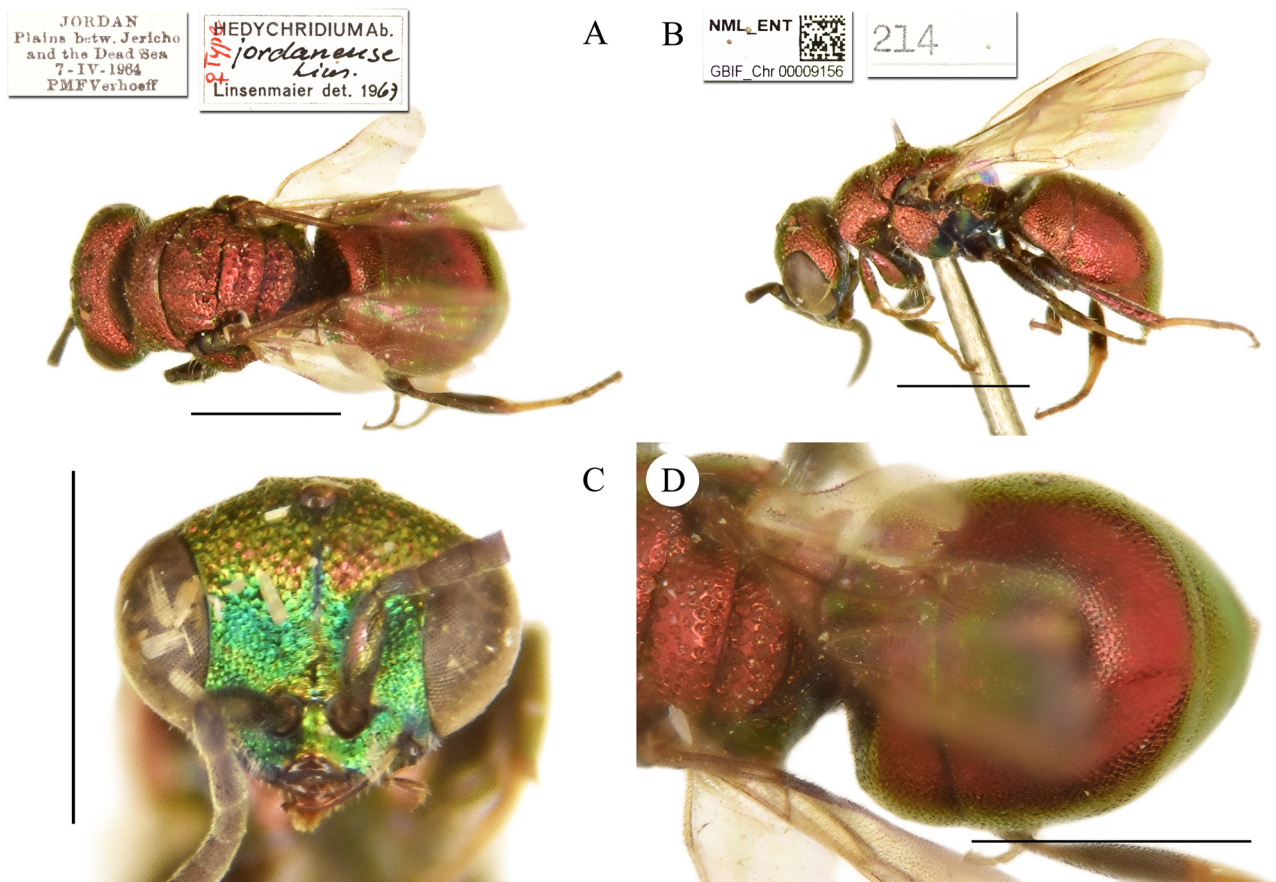 JORDAN
Plains betw. Jericho
and the Dead Sea
7-IV-1964
PMFVerhoeff
♀ Type
HEDYCHRIDIUM Ab.
jordanense
Lins.
Linsenmaier det. 1967
A
B
NML_ENT
GBIF_Chr 00009156
214
C
D